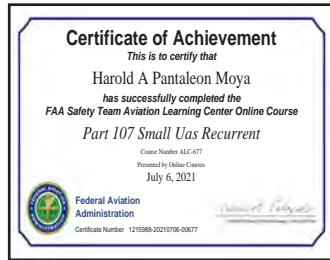 Certificate of Achievement
This is to certify that
Harold A Pantaleon Moya
has successfully completed the
FAA Safety Team Aviation Learning Center Online Course
Part 107 Small Uas Recurrent
Course Number ALC-677
Presented by Online Courses
July 6, 2021
Federal Aviation
Administration
Certificate Number 1215988-20210706-00677